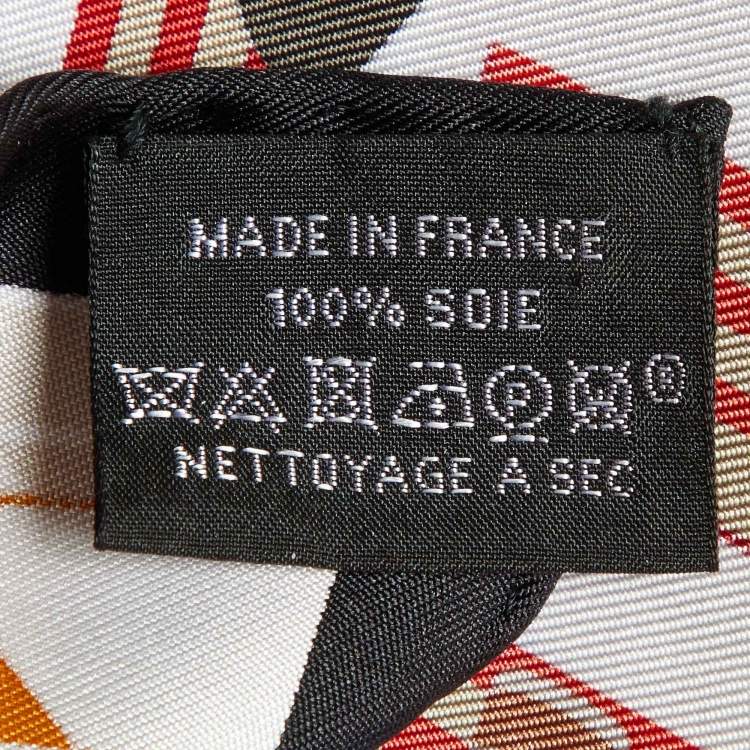 MADE IN FRANCE
100% SOIE
P ®
NETTOYAGE A SEC